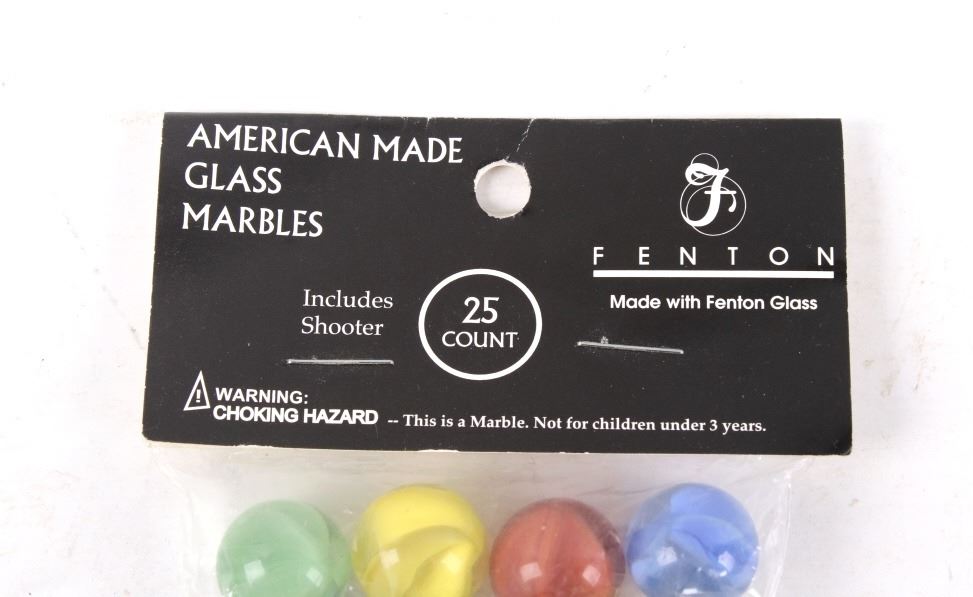 AMERICAN MADE
GLASS
MARBLES
F
FENTON
Made with Fenton Glass
Includes
Shooter
25
COUNT
! WARNING:
CHOKING HAZARD -- This is a Marble. Not for children under 3 years.